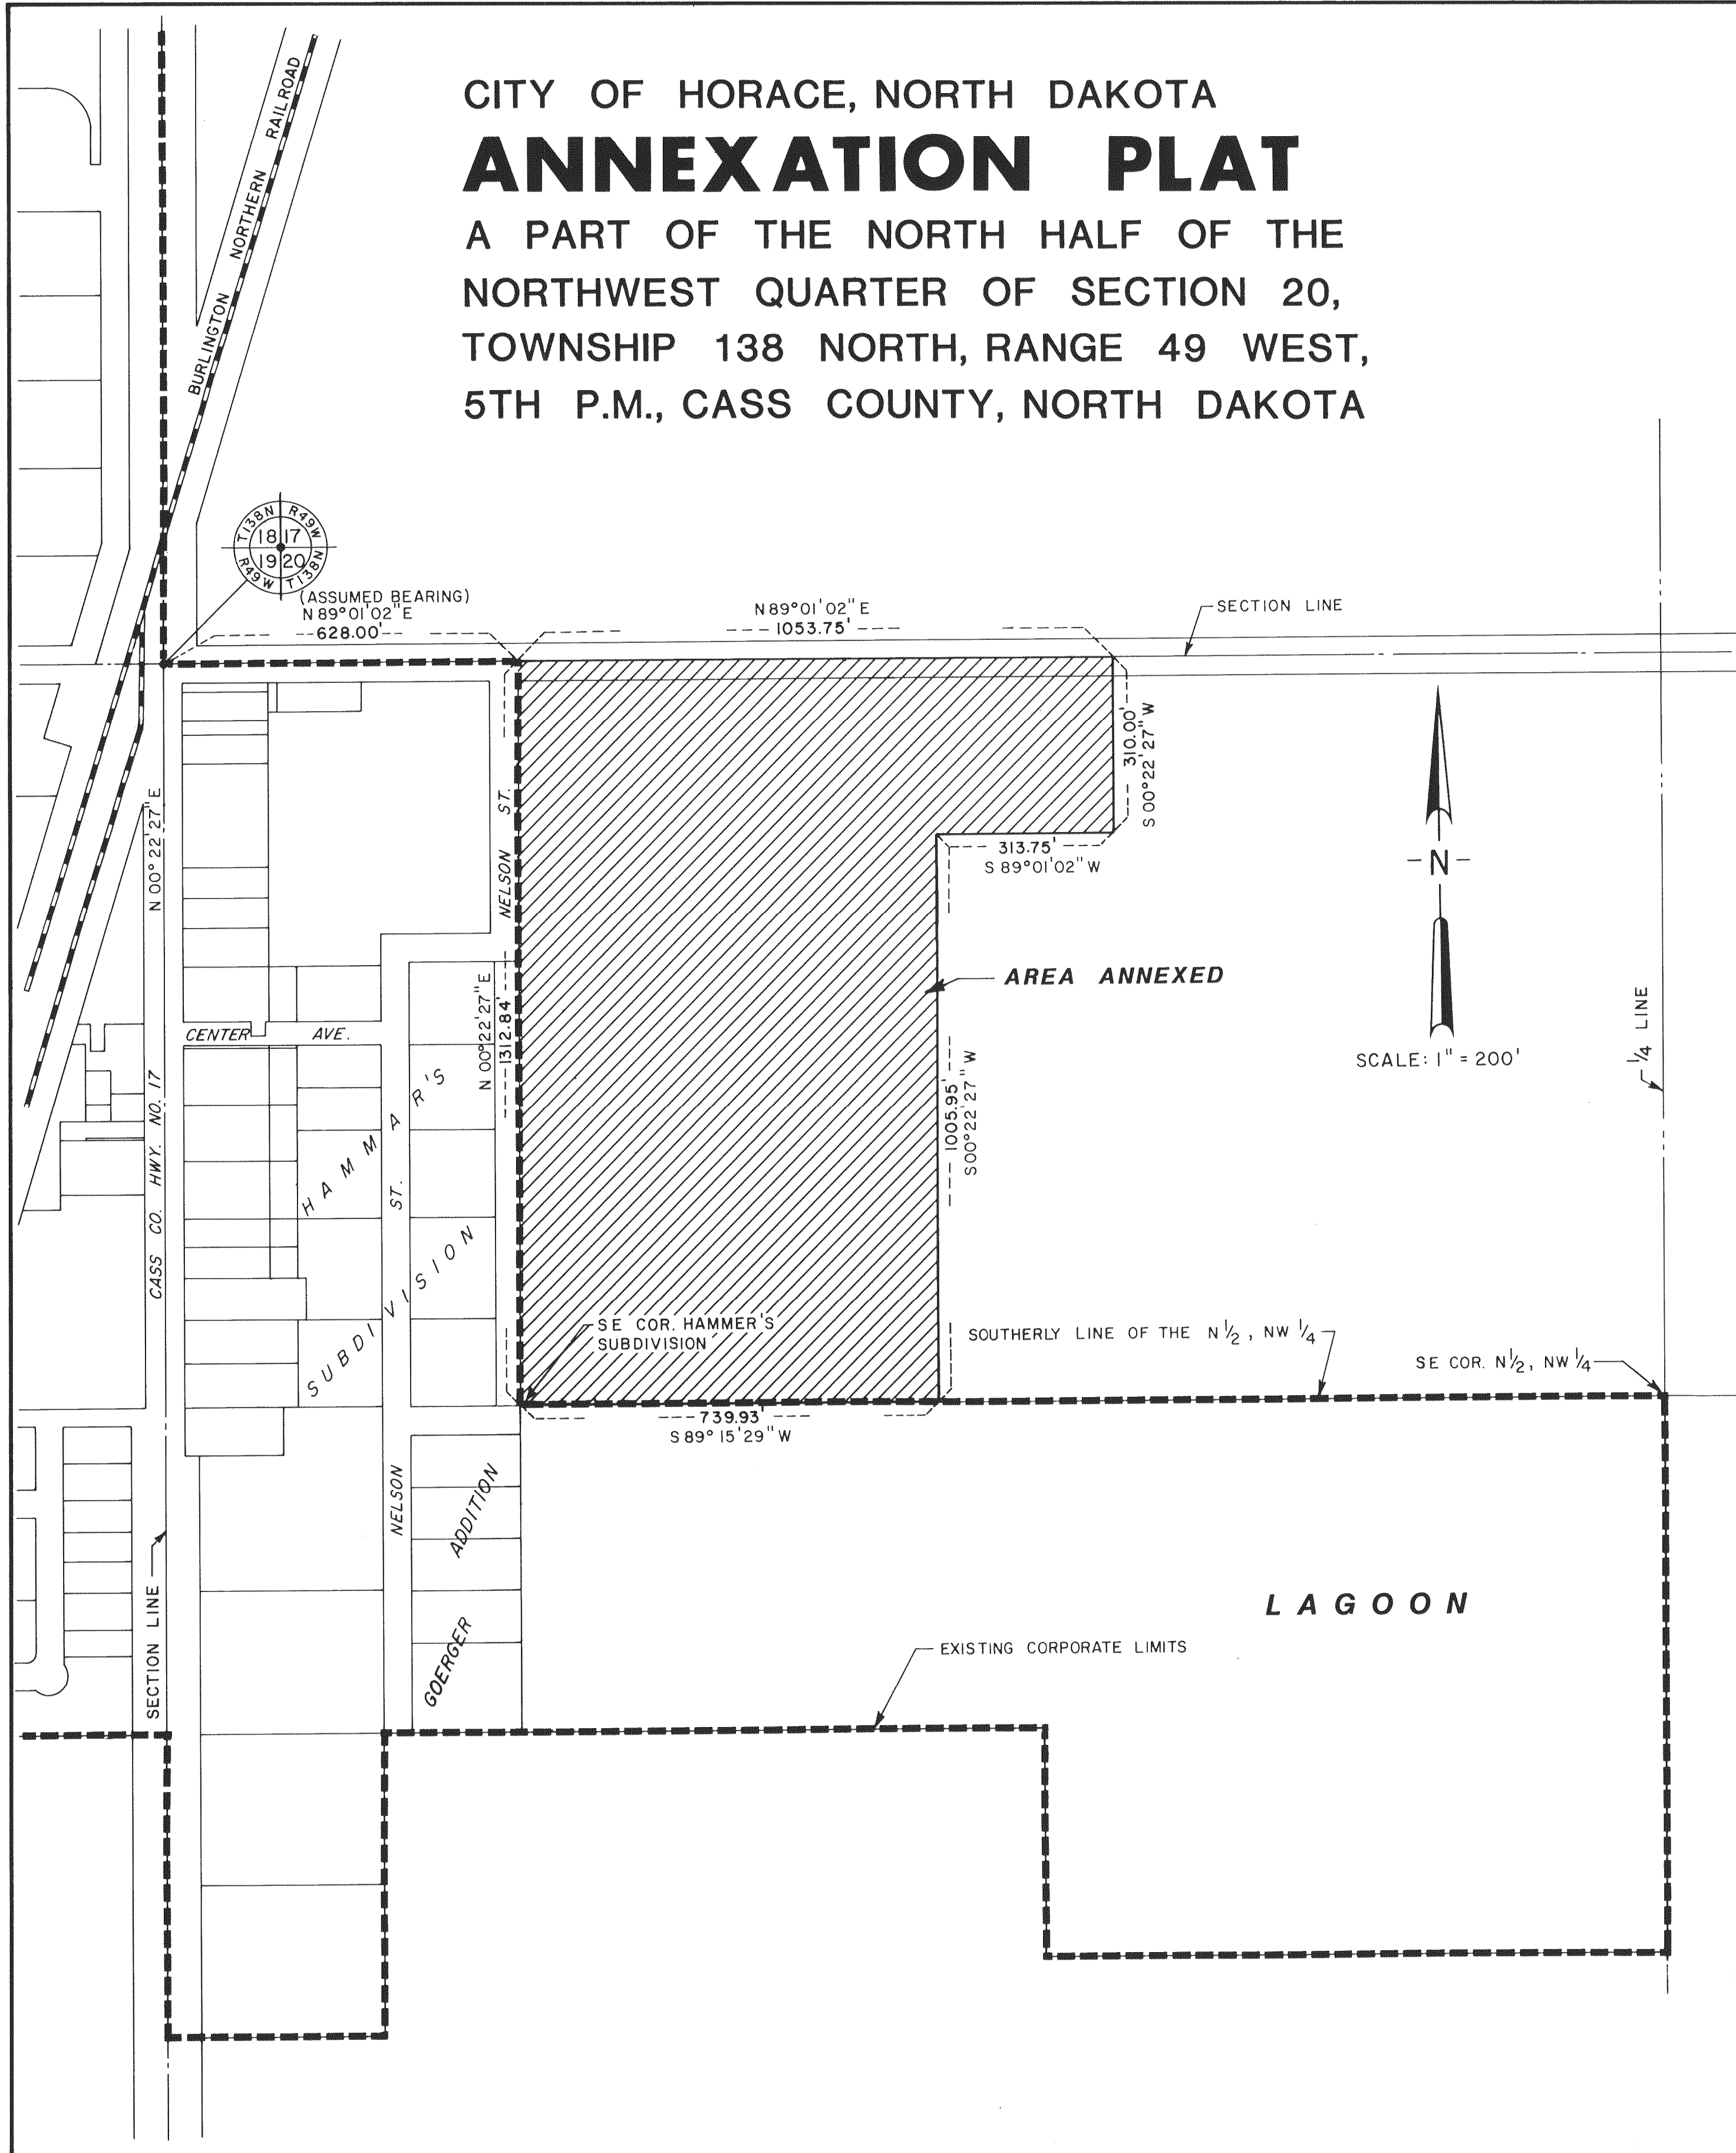 CITY OF HORACE, NORTH DAKOTA
ANNEXATION PLAT
A PART OF THE NORTH HALF OF THE
NORTHWEST QUARTER OF SECTION 20,
TOWNSHIP 138 NORTH, RANGE 49 WEST,
5TH P.M., CASS COUNTY, NORTH DAKOTA
BURLINGTON NORTHERN RAILROAD
T138N R49W
18 17
19 20
R49W T138N
(ASSUMED BEARING)
N 89°01'02" E
628.00'
N 89°01'02" E
1053.75'
SECTION LINE
310.00'
S 00°22'27" W
313.75'
S 89°01'02" W
N 00°22'27" E
NELSON ST.
-N-
AREA ANNEXED
SCALE: 1" = 200'
1/4 LINE
CENTER AVE.
N 00°22'27" E
1312.84'
1005.95'
S 00°22'27" W
CASS CO. HWY. NO. 17
HAMMAR'S
SUBDIVISION
NELSON ST.
SE COR. HAMMER'S
SUBDIVISION
SOUTHERLY LINE OF THE N 1/2, NW 1/4
SE COR. N 1/2, NW 1/4
739.93'
S 89°15'29" W
GOERGER ADDITION
LAGOON
SECTION LINE
EXISTING CORPORATE LIMITS